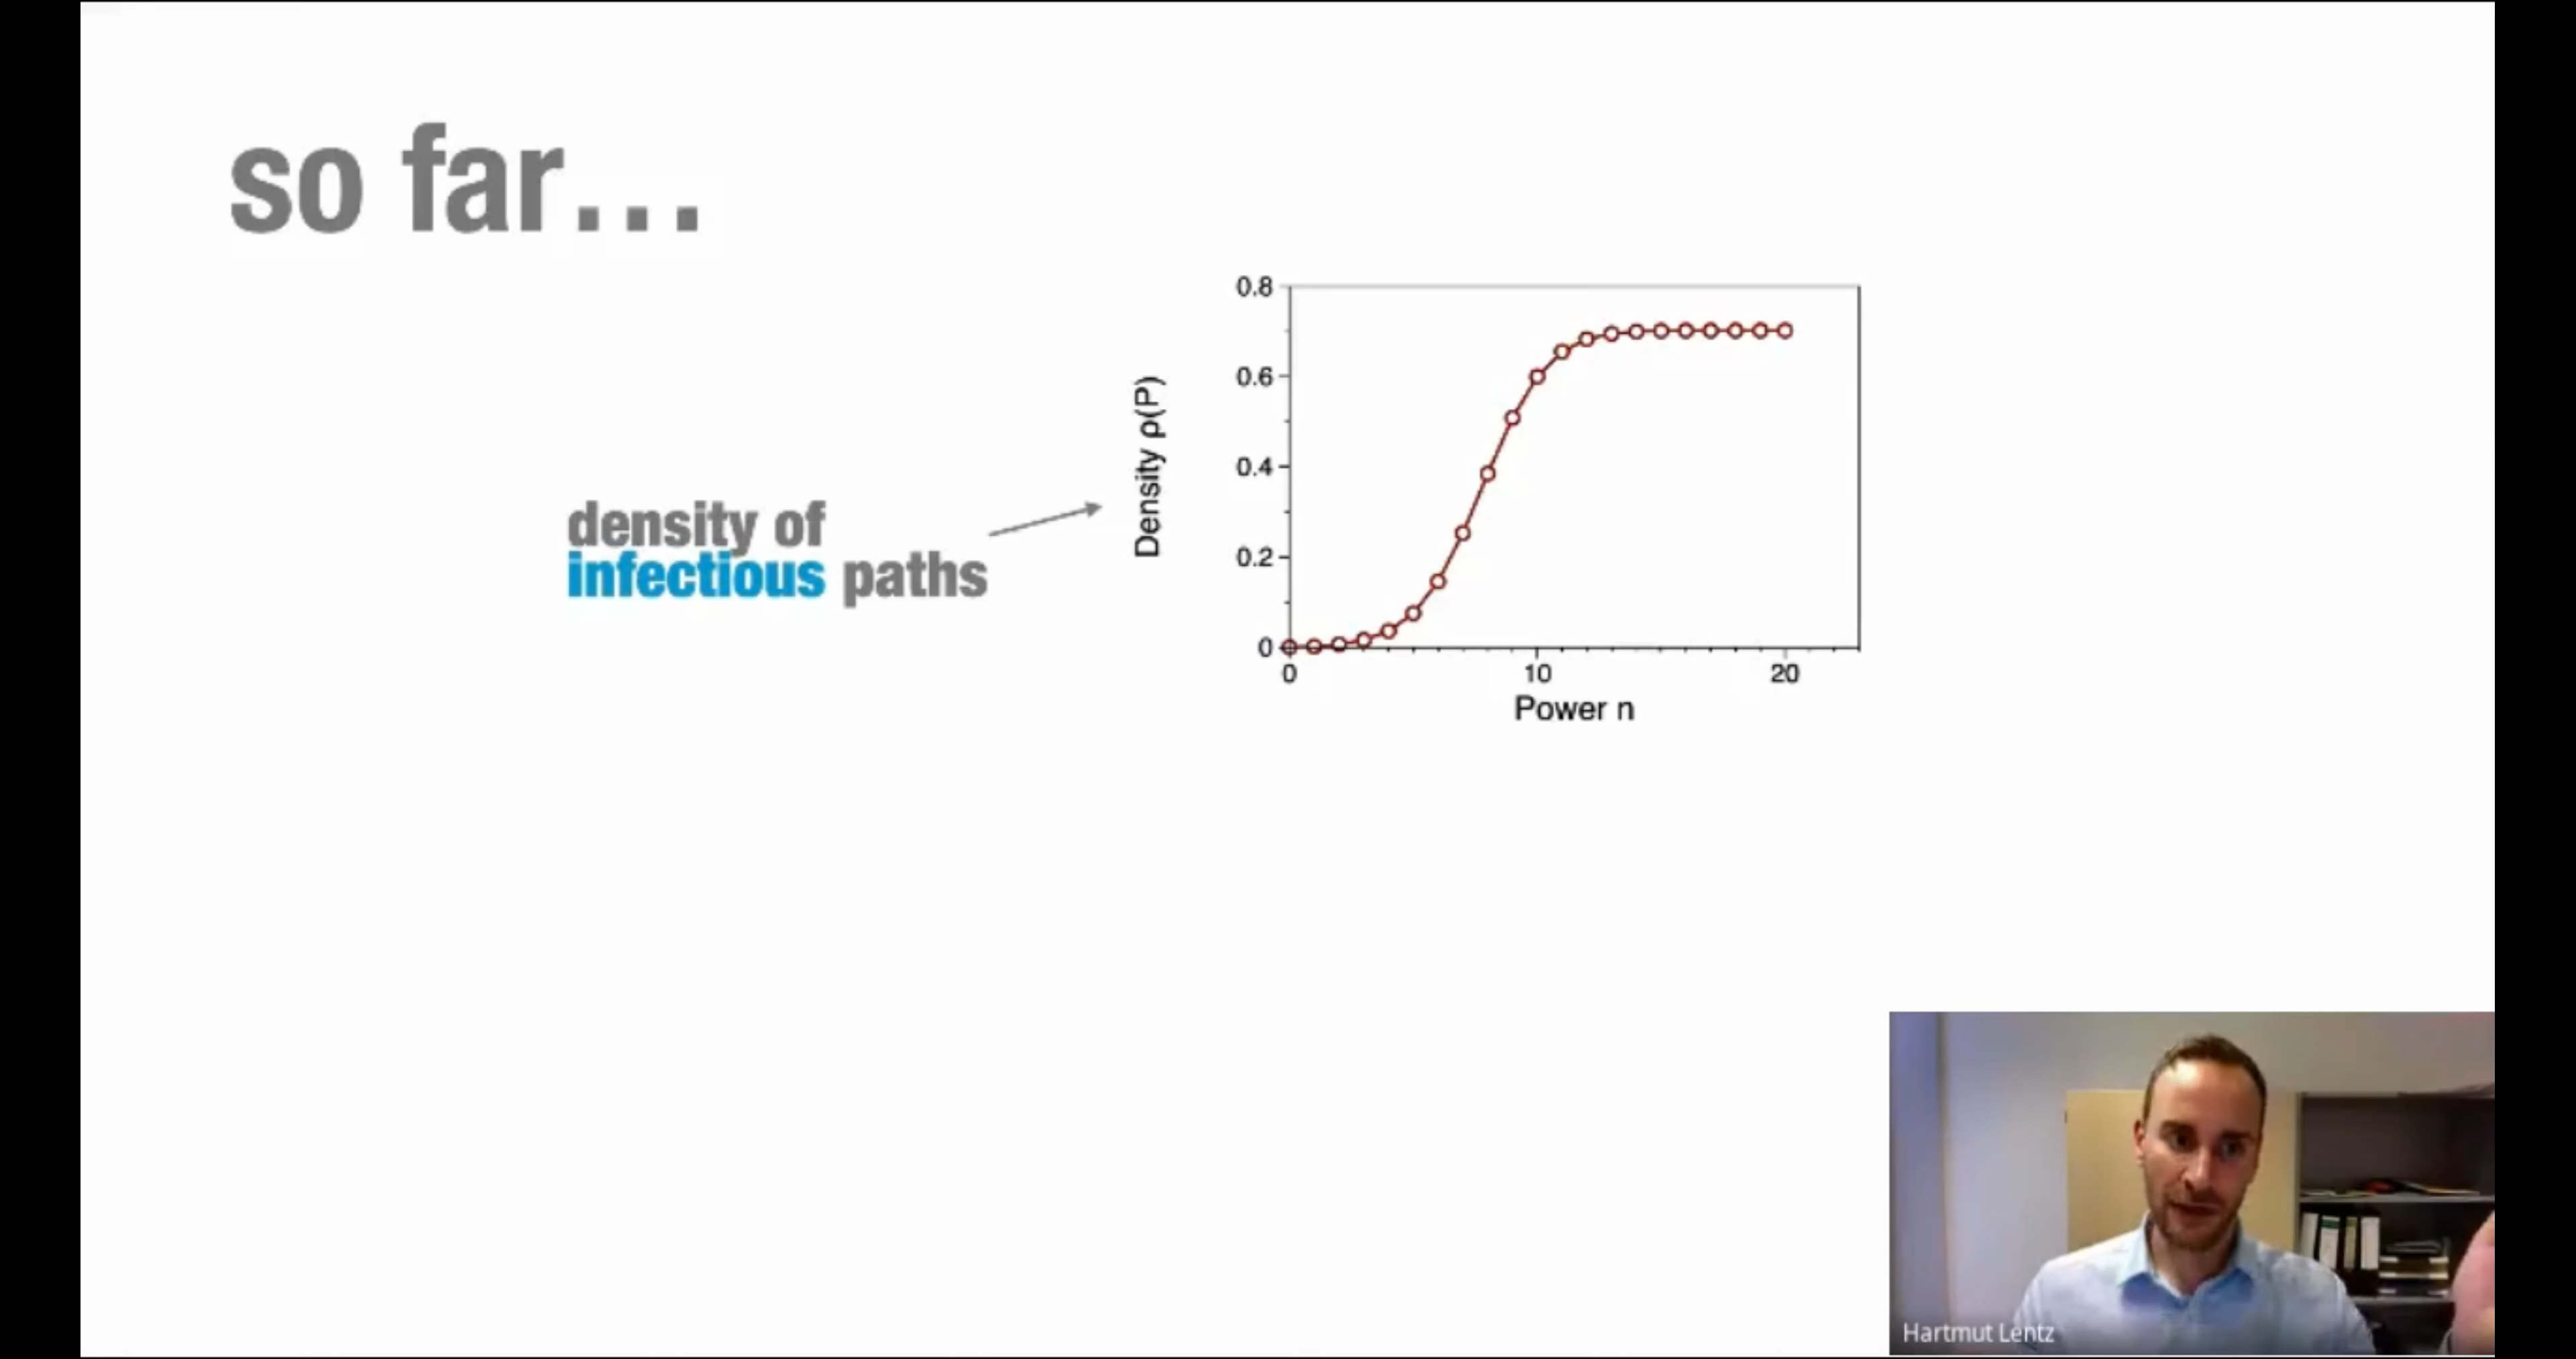 so far...
density of
infectious paths
Density ρ(P)
0.8
0.6
0.4
0.2
0
0
10
20
Power n
Hartmut Lentz